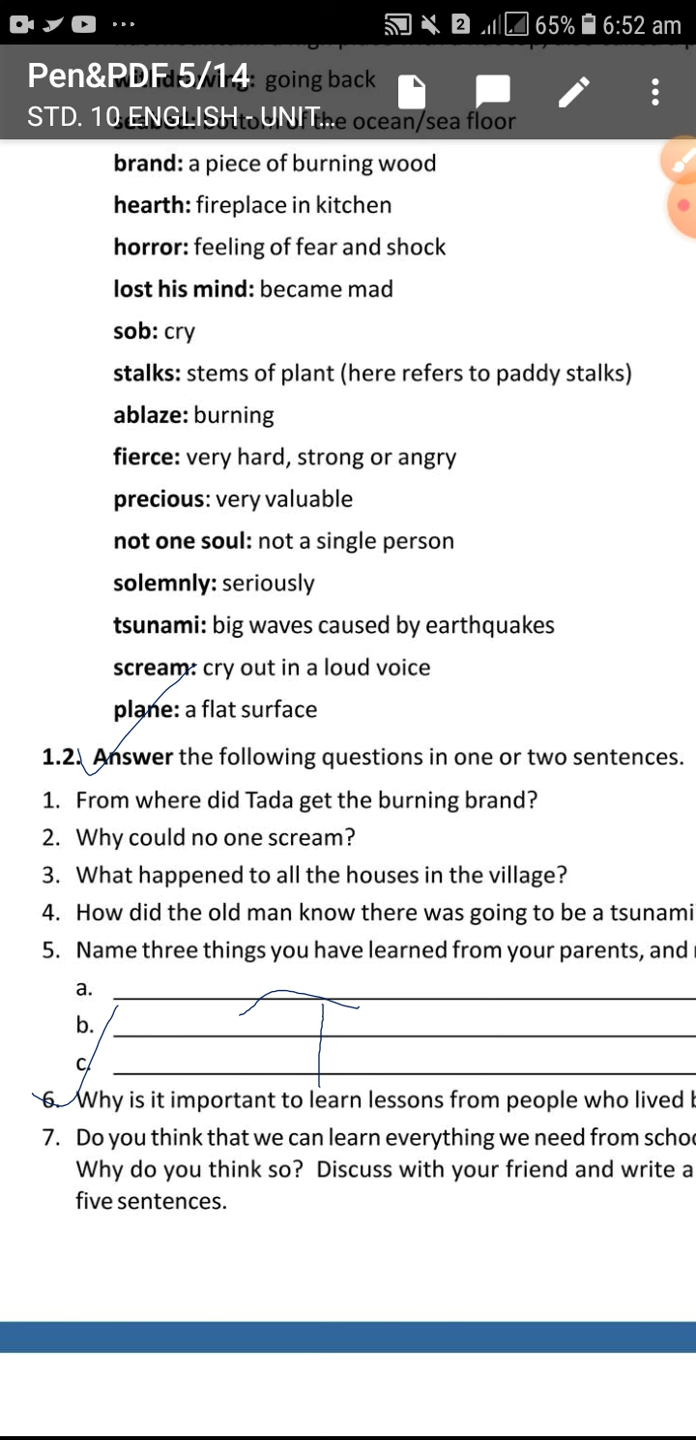 2 65% 6:52 am
Pen&PDF 5/14
going back
STD. 10 ENGLISH - UNIT...
bottom of the ocean/sea floor
brand: a piece of burning wood
hearth: fireplace in kitchen
horror: feeling of fear and shock
lost his mind: became mad
sob: cry
stalks: stems of plant (here refers to paddy stalks)
ablaze: burning
fierce: very hard, strong or angry
precious: very valuable
not one soul: not a single person
solemnly: seriously
tsunami: big waves caused by earthquakes
scream: cry out in a loud voice
plane: a flat surface
1.2. Answer the following questions in one or two sentences.
1. From where did Tada get the burning brand?
2. Why could no one scream?
3. What happened to all the houses in the village?
4. How did the old man know there was going to be a tsunami
5. Name three things you have learned from your parents, and
a.
b.
c.
6. Why is it important to learn lessons from people who lived
7. Do you think that we can learn everything we need from
Why do you think so? Discuss with your friend and write a
five sentences.